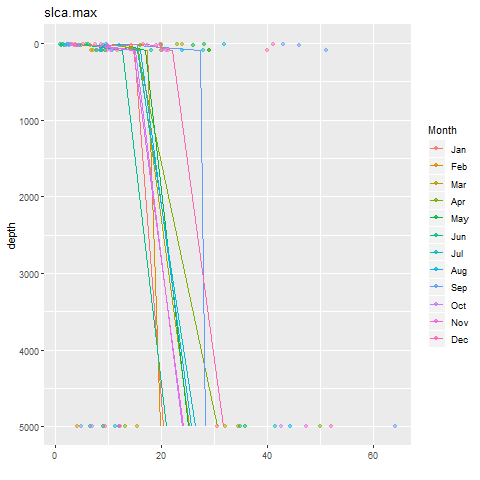 slca.max
depth
0
1000
2000
3000
4000
5000
0
20
40
60
Month
Jan
Feb
Mar
Apr
May
Jun
Jul
Aug
Sep
Oct
Nov
Dec